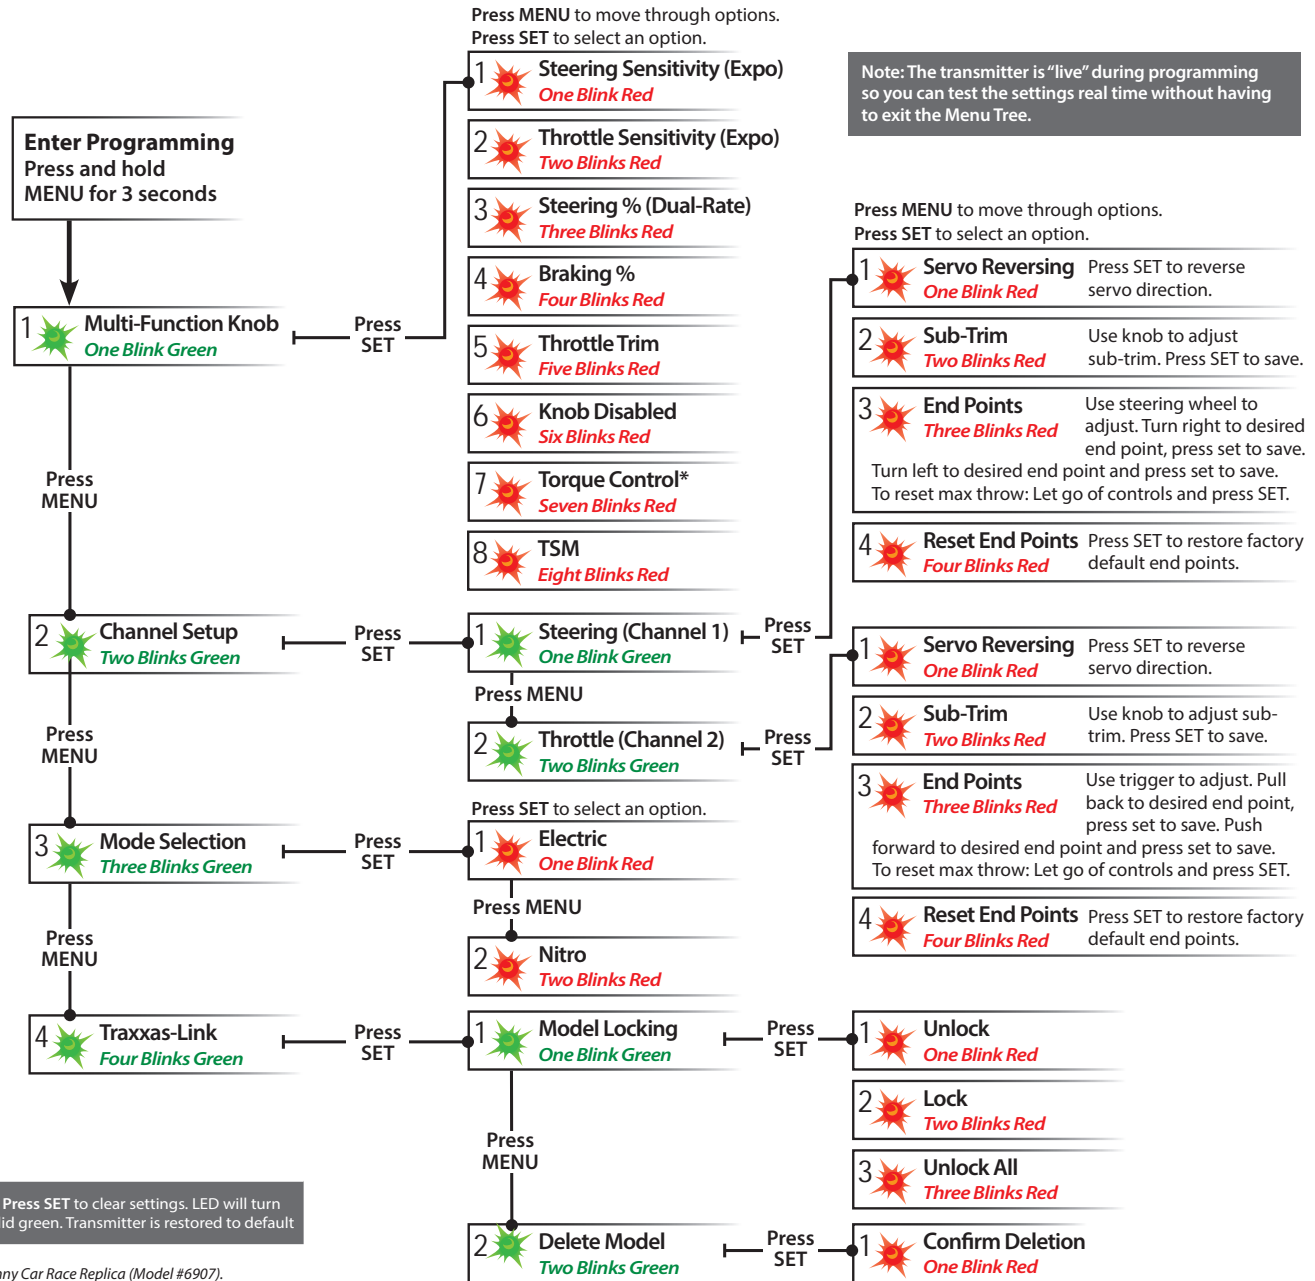 Press MENU to move through options.
Press SET to select an option.
1 Steering Sensitivity (Expo)
One Blink Red
2 Throttle Sensitivity (Expo)
Two Blinks Red
3 Steering % (Dual-Rate)
Three Blinks Red
4 Braking %
Four Blinks Red
5 Throttle Trim
Five Blinks Red
6 Knob Disabled
Six Blinks Red
7 Torque Control*
Seven Blinks Red
8 TSM
Eight Blinks Red
Note: The transmitter is “live” during programming
so you can test the settings real time without having
to exit the Menu Tree.
Enter Programming
Press and hold
MENU for 3 seconds
1 Multi-Function Knob
One Blink Green
Press
SET
Press
MENU
2 Channel Setup
Two Blinks Green
Press
SET
1 Steering (Channel 1)
One Blink Green
Press
SET
Press MENU
2 Throttle (Channel 2)
Two Blinks Green
Press
SET
Press MENU to move through options.
Press SET to select an option.
1 Servo Reversing
One Blink Red
Press SET to reverse
servo direction.
2 Sub-Trim
Two Blinks Red
Use knob to adjust
sub-trim. Press SET to save.
3 End Points
Three Blinks Red
Use steering wheel to
adjust. Turn right to desired
end point, press set to save.
Turn left to desired end point and press set to save.
To reset max throw: Let go of controls and press SET.
4 Reset End Points
Four Blinks Red
Press SET to restore factory
default end points.
1 Servo Reversing
One Blink Red
Press SET to reverse
servo direction.
2 Sub-Trim
Two Blinks Red
Use knob to adjust sub-
trim. Press SET to save.
3 End Points
Three Blinks Red
Use trigger to adjust. Pull
back to desired end point,
press set to save. Push
forward to desired end point and press set to save.
To reset max throw: Let go of controls and press SET.
4 Reset End Points
Four Blinks Red
Press SET to restore factory
default end points.
Press
MENU
3 Mode Selection
Three Blinks Green
Press
SET
Press SET to select an option.
1 Electric
One Blink Red
Press MENU
2 Nitro
Two Blinks Red
Press
MENU
4 Traxxas-Link
Four Blinks Green
Press
SET
1 Model Locking
One Blink Green
Press
SET
1 Unlock
One Blink Red
2 Lock
Two Blinks Red
3 Unlock All
Three Blinks Red
Press
MENU
2 Delete Model
Two Blinks Green
Press
SET
1 Confirm Deletion
One Blink Red
Press SET to clear settings. LED will turn
id green. Transmitter is restored to default
nny Car Race Replica (Model #6907).